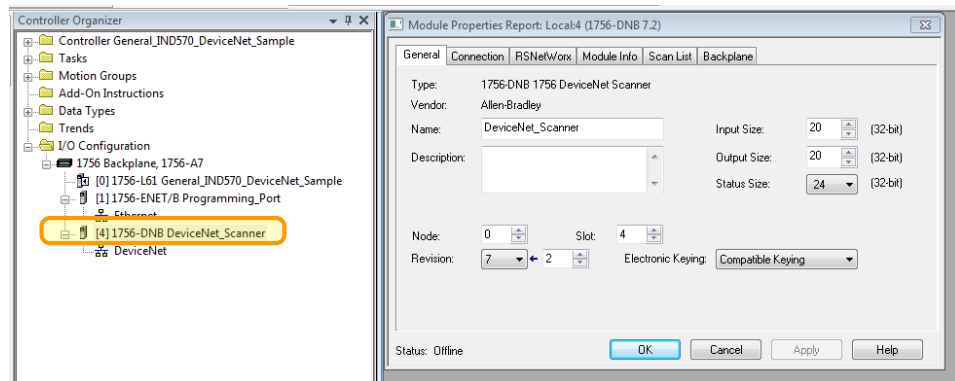 Controller Organizer
Controller General_IND570_DeviceNet_Sample
Tasks
Motion Groups
Add-On Instructions
Data Types
Trends
I/O Configuration
1756 Backplane, 1756-A7
[0] 1756-L61 General_IND570_DeviceNet_Sample
[1] 1756-ENET/B Programming_Port
Ethernet
[4] 1756-DNB DeviceNet_Scanner
DeviceNet
Module Properties Report: Local:4 (1756-DNB 7.2)
General Connection RSNetWorx Module Info Scan List Backplane
Type: 1756-DNB 1756 DeviceNet Scanner
Vendor: Allen-Bradley
Name: DeviceNet_Scanner Input Size: 20 (32-bit)
Description: Output Size: 20 (32-bit)
Status Size: 24 (32-bit)
Node: 0 Slot: 4
Revision: 7 2 Electronic Keying: Compatible Keying
Status: Offline OK Cancel Apply Help